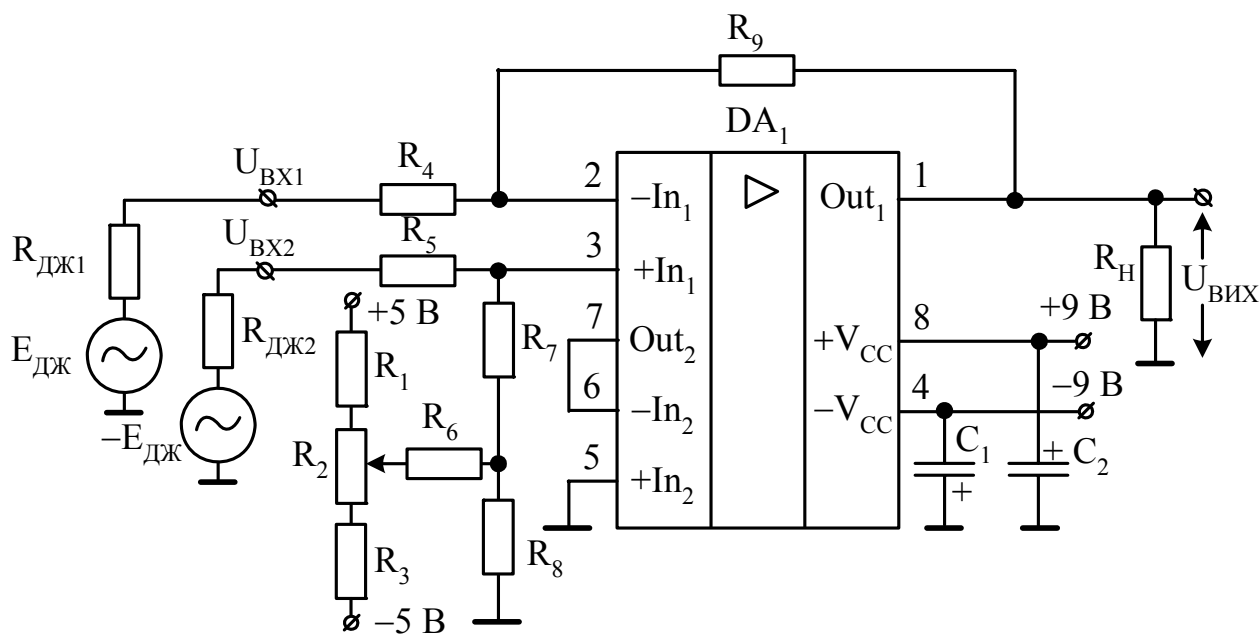 R9
DA1
UВХ1
R4
2
−In1
Out1
1
UВХ2
R5
3
+In1
RДЖ1
RН
UВИХ
+5 В
7
Out2
R7
8
+VCC
+9 В
EДЖ
RДЖ2
R1
6
−In2
4
−VCC
−9 В
−EДЖ
R2
R6
5
+In2
C1
+
+
C2
R3
R8
−5 В